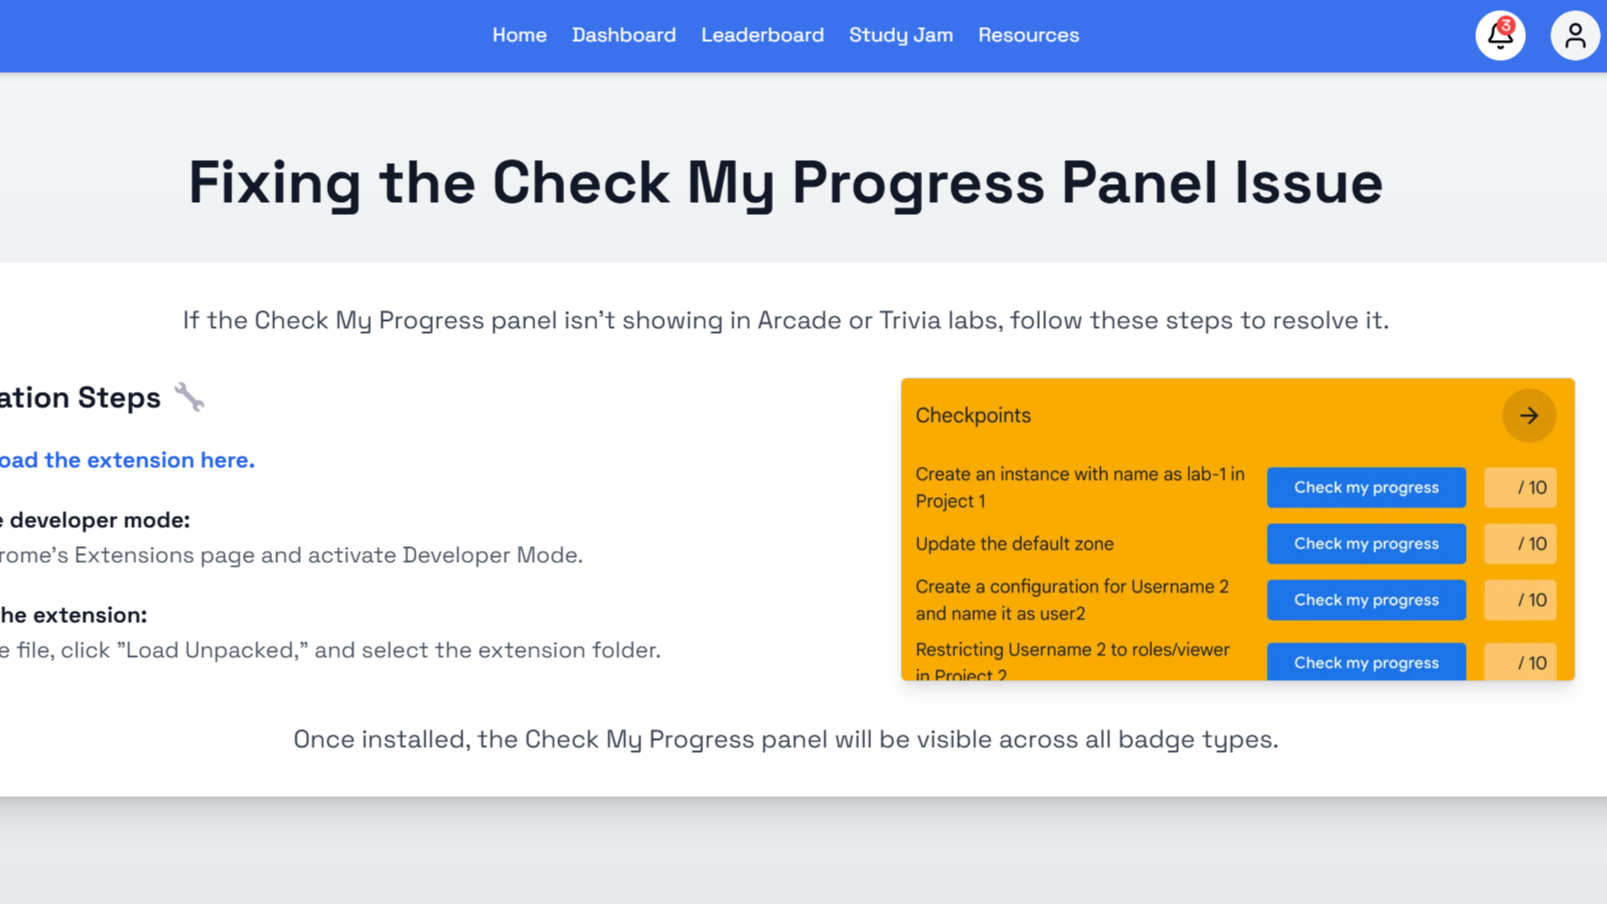 Home Dashboard Leaderboard Study Jam Resources
3
Fixing the Check My Progress Panel Issue
If the Check My Progress panel isn't showing in Arcade or Trivia labs, follow these steps to resolve it.
ation Steps
oad the extension here.
e developer mode:
rome's Extensions page and activate Developer Mode.
he extension:
e file, click "Load Unpacked," and select the extension folder.
Checkpoints
Create an instance with name as lab-1 in
Project 1
Check my progress / 10
Update the default zone
Check my progress / 10
Create a configuration for Username 2
and name it as user2
Check my progress / 10
Restricting Username 2 to roles/viewer
in Project 2
Check my progress / 10
Once installed, the Check My Progress panel will be visible across all badge types.